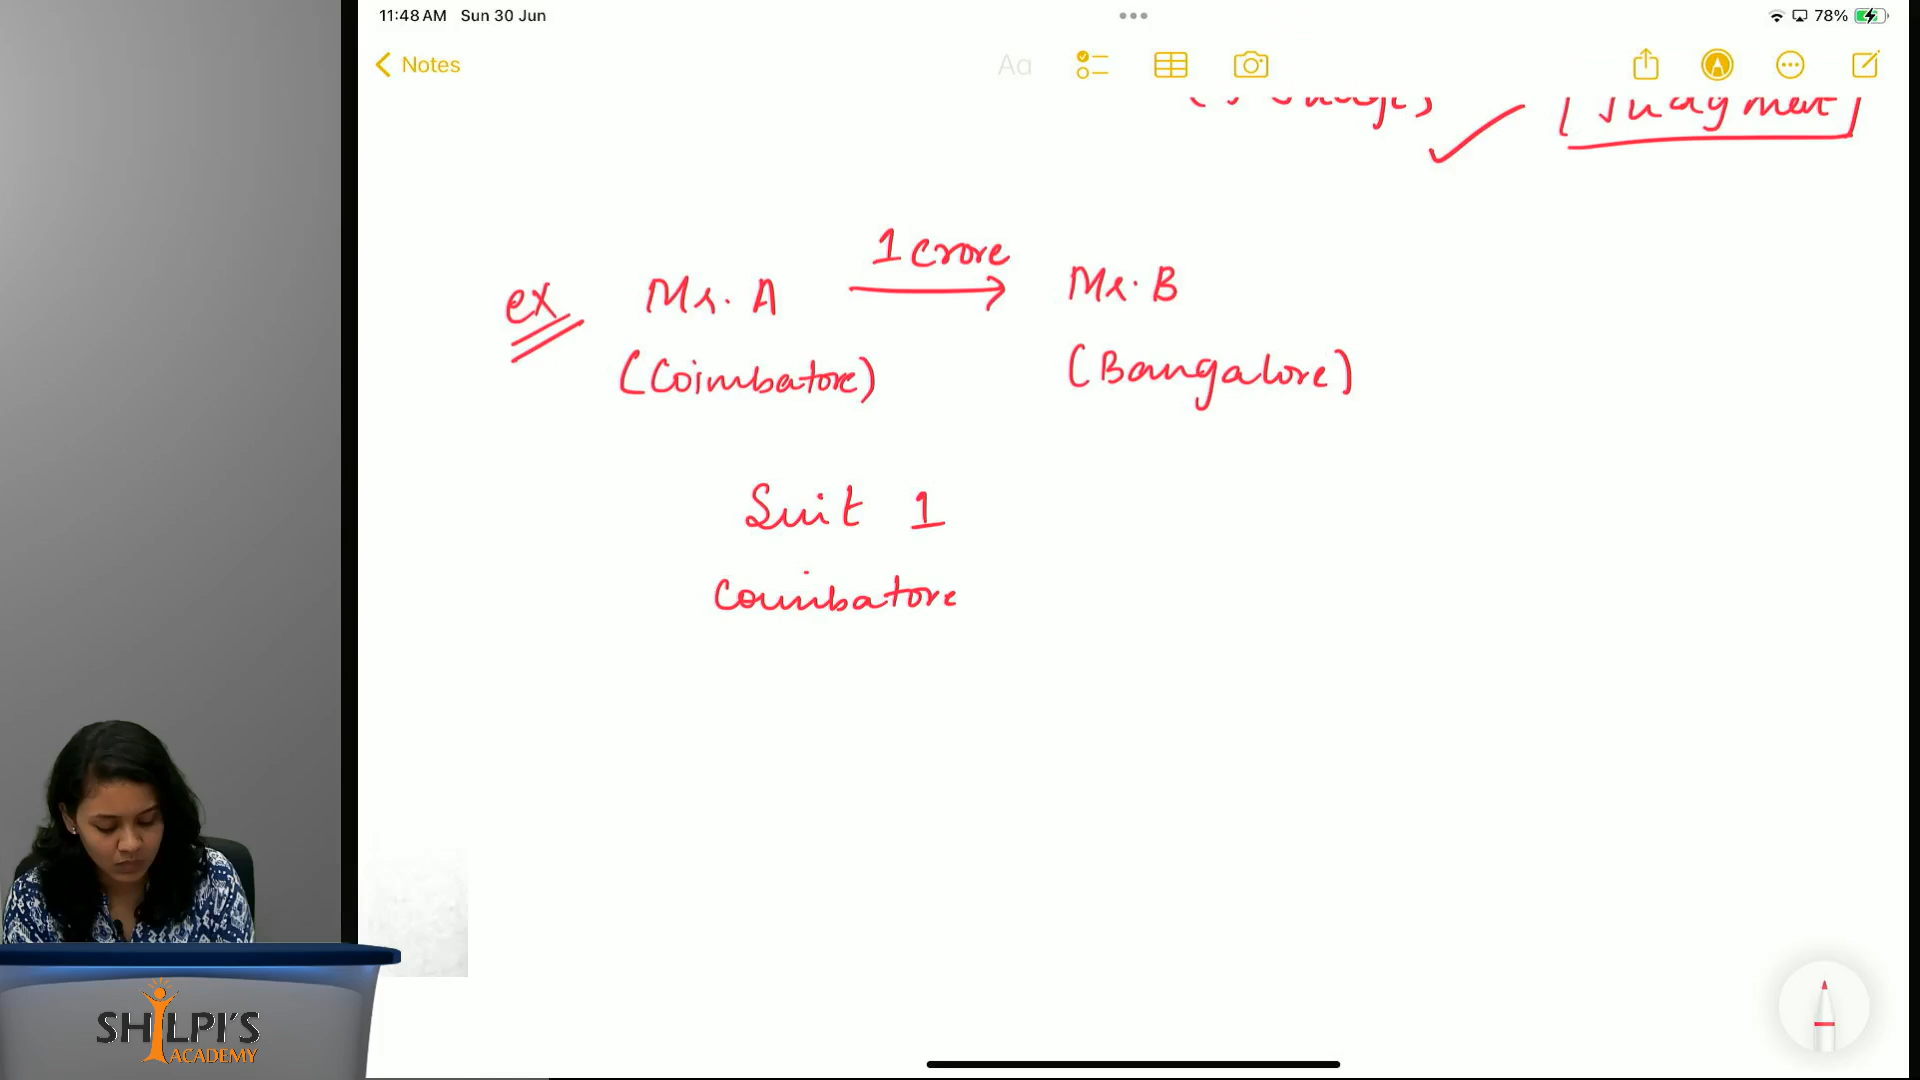 11:48 AM Sun 30 Jun
78%
Notes
Aa
[Judgment]
1 crore
ex Mr. A Mr. B
(Coimbatore) (Bangalore)
Suit 1
Coimbatore
SHILPI'S
ACADEMY